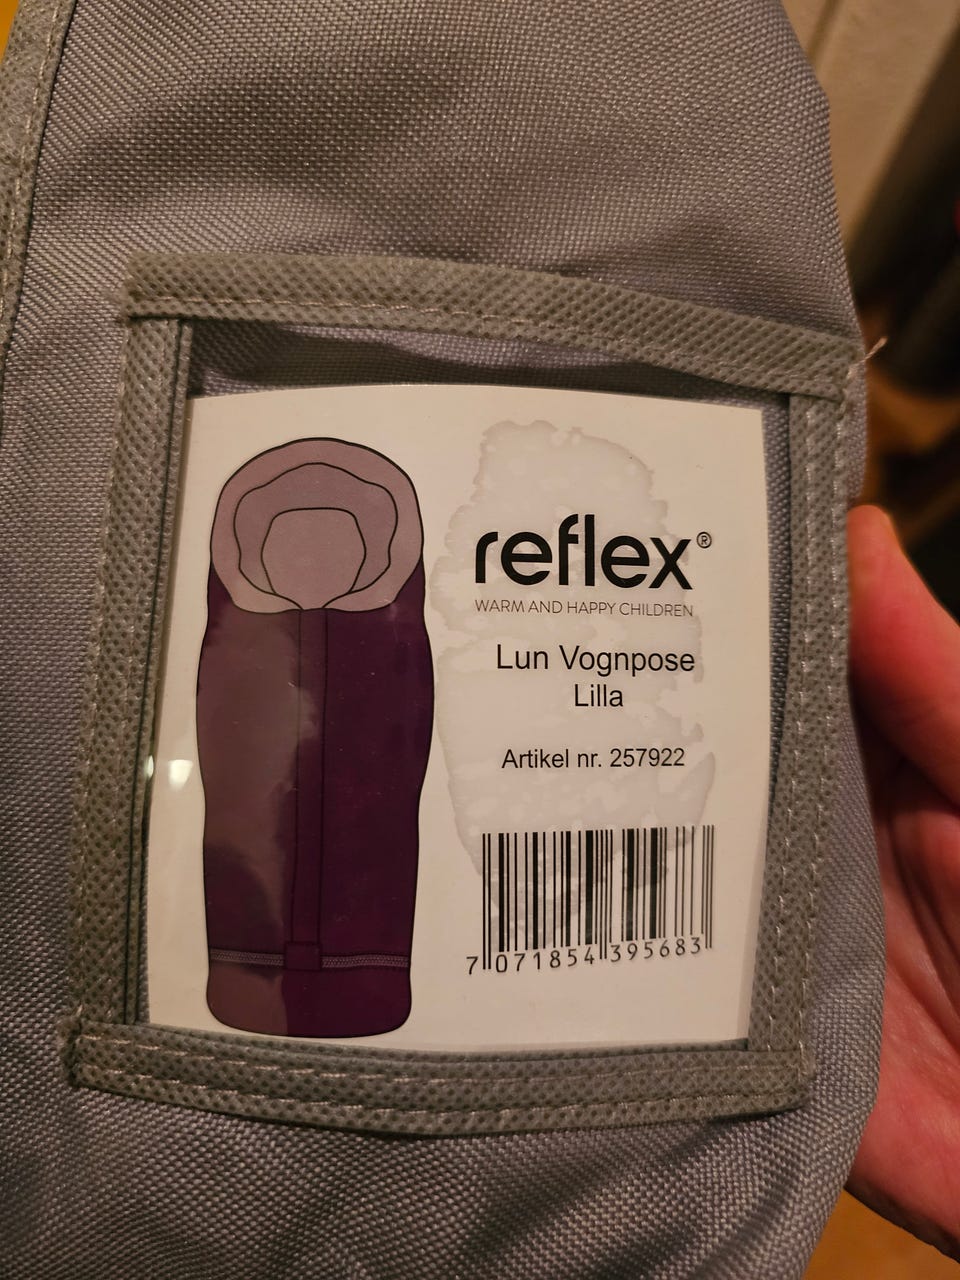 reflex®
WARM AND HAPPY CHILDREN
Lun Vognpose
Lilla
Artikel nr. 257922
7 071854 395683